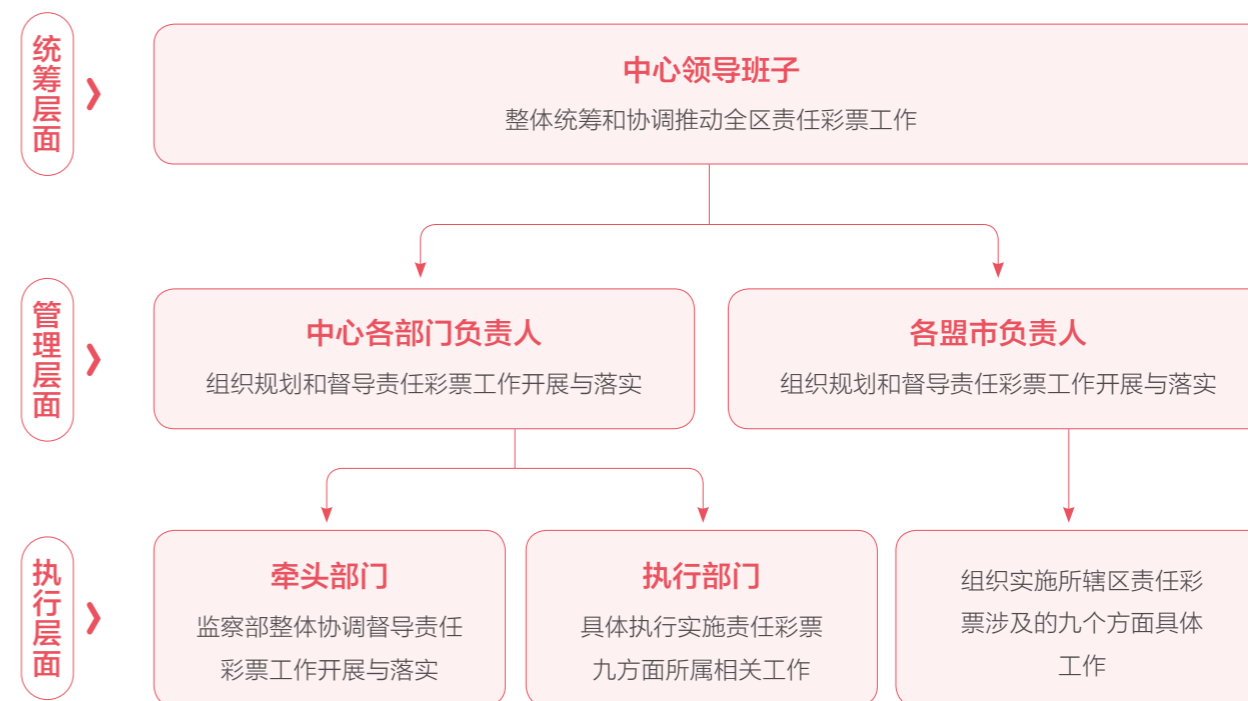 统筹层面
中心领导班子
整体统筹和协调推动全区责任彩票工作
管理层面
中心各部门负责人
组织规划和督导责任彩票工作开展与落实
各盟市负责人
组织规划和督导责任彩票工作开展与落实
执行层面
牵头部门
监察部整体协调督导责任
彩票工作开展与落实
执行部门
具体执行实施责任彩票
九方面所属相关工作
组织实施所辖区责任彩
票涉及的九个方面具体
工作